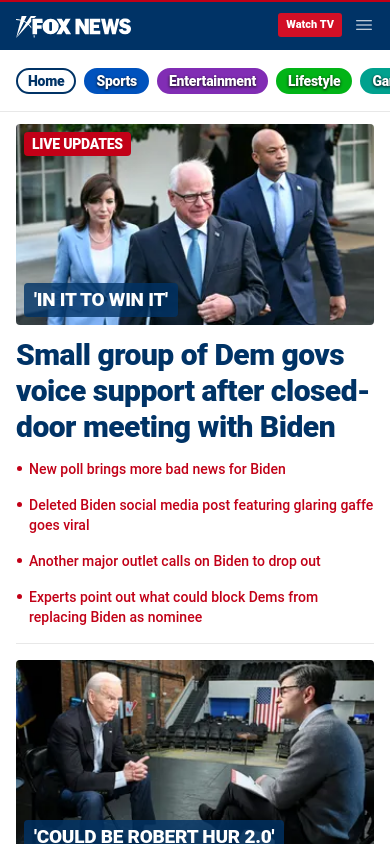 FOX NEWS
Watch TV
Home
Sports
Entertainment
Lifestyle
LIVE UPDATES
'IN IT TO WIN IT'
Small group of Dem govs
voice support after closed-
door meeting with Biden
• New poll brings more bad news for Biden
• Deleted Biden social media post featuring glaring gaffe
goes viral
• Another major outlet calls on Biden to drop out
• Experts point out what could block Dems from
replacing Biden as nominee
'COULD BE ROBERT HUR 2.0'